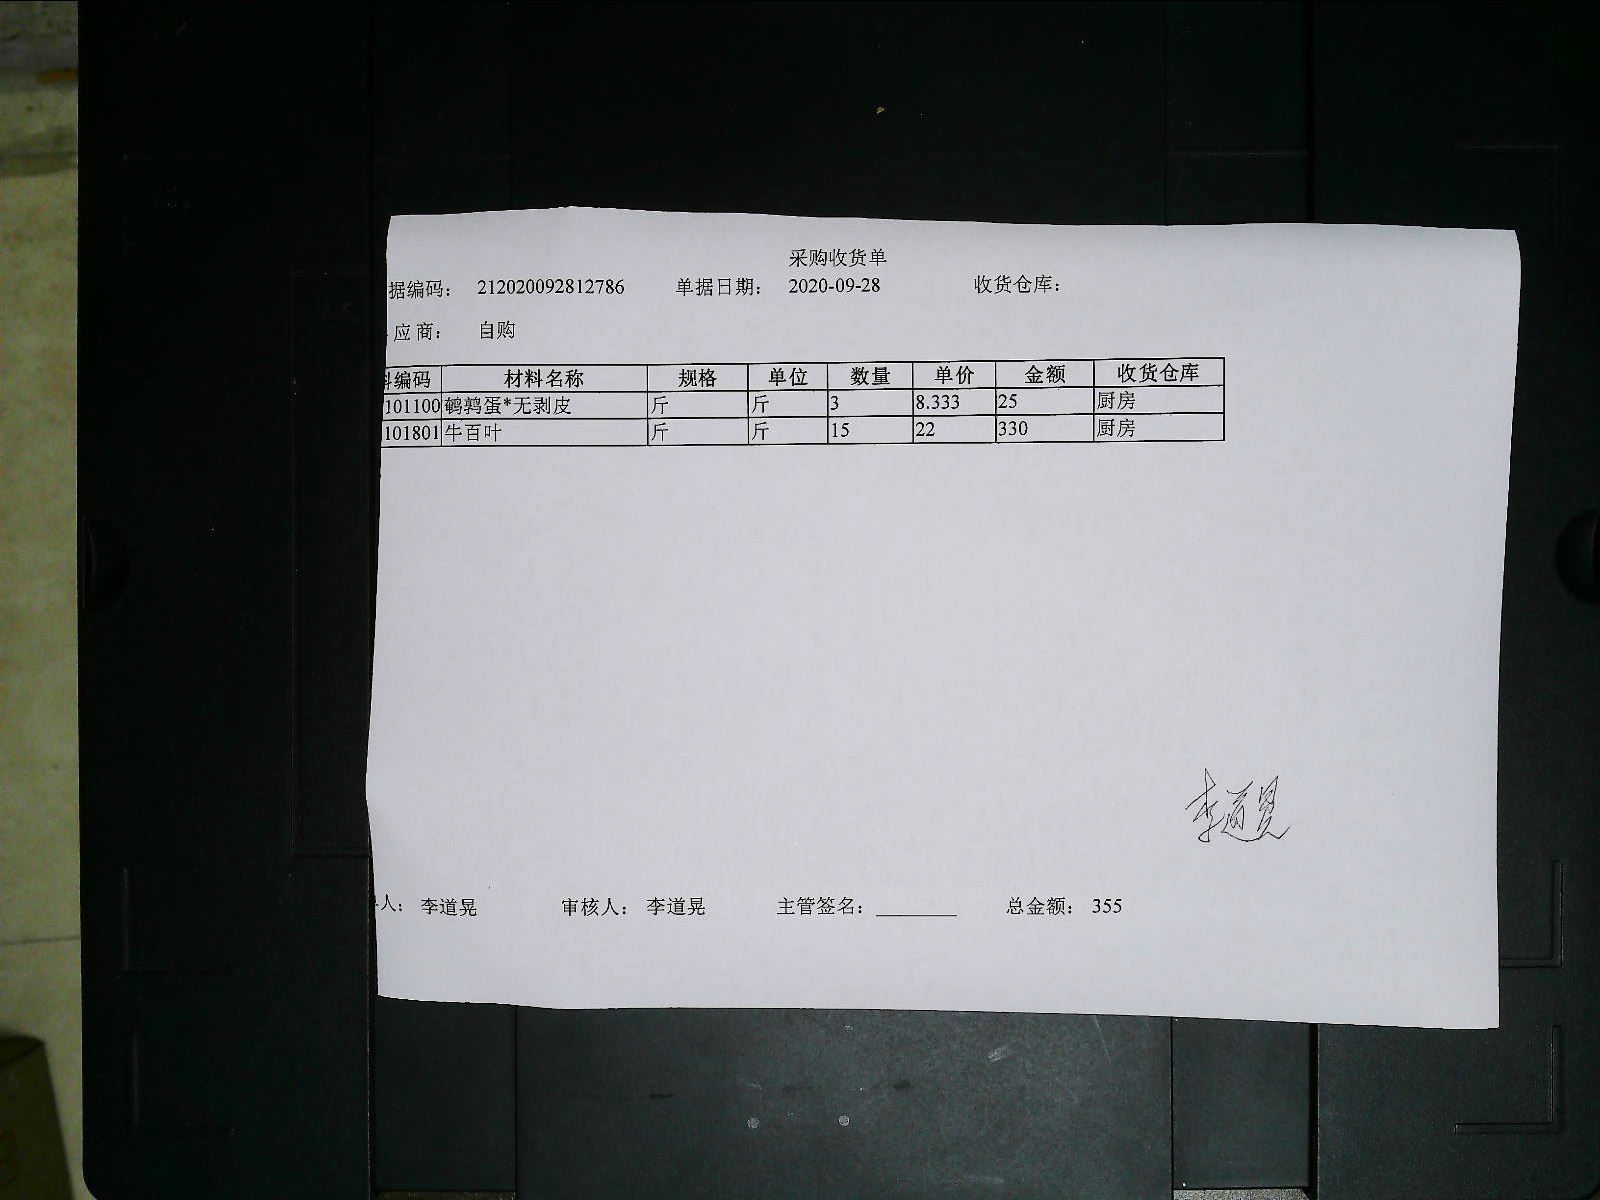 采购收货单
据编码： 212020092812786 单据日期： 2020-09-28 收货仓库：
应商： 自购
编码 材料名称 规格 单位 数量 单价 金额 收货仓库
101100 鹌鹑蛋*无剥皮 斤 斤 3 8.333 25 厨房
101801 牛百叶 斤 斤 15 22 330 厨房
李道晃
人： 李道晃 审核人： 李道晃 主管签名：________ 总金额： 355